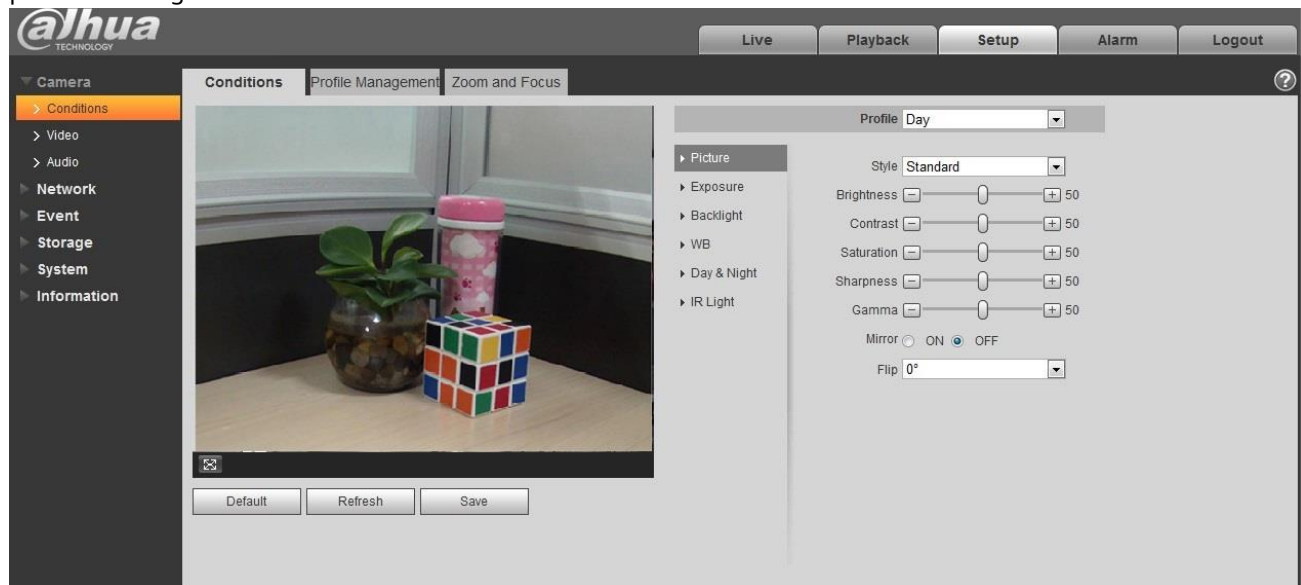 alhua
TECHNOLOGY
Live
Playback
Setup
Alarm
Logout
Camera
Conditions
Video
Audio
Network
Event
Storage
System
Information
Conditions
Profile Management
Zoom and Focus
?
Default
Refresh
Save
Picture
Exposure
Backlight
WB
Day & Night
IR Light
Profile Day
Style Standard
Brightness - + 50
Contrast - + 50
Saturation - + 50
Sharpness - + 50
Gamma - + 50
Mirror ON OFF
Flip 0°